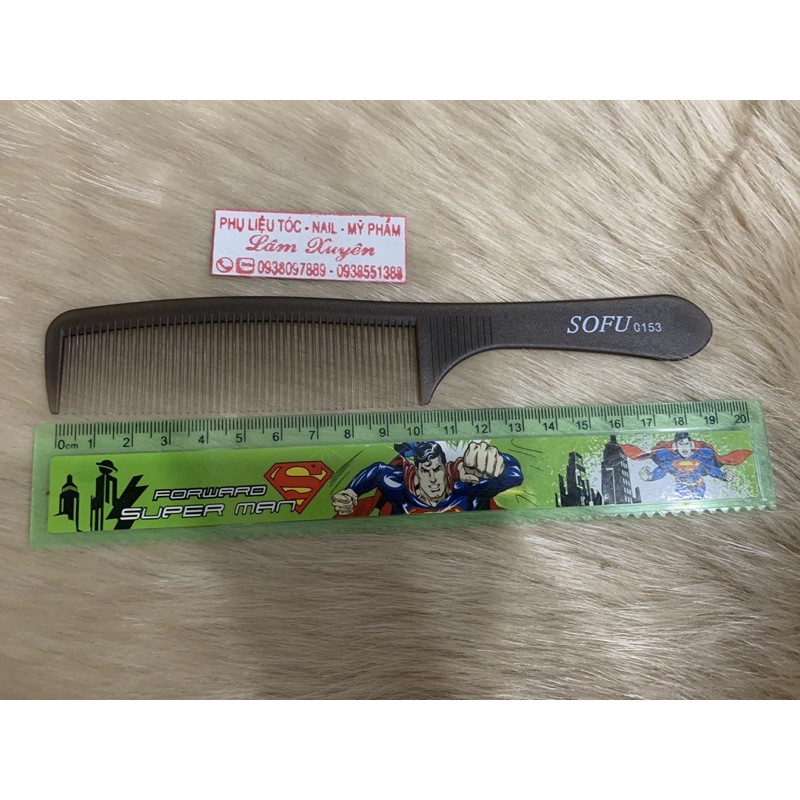 PHỤ LIỆU TÓC - NAIL - MỸ PHẨM
Lâm Xuyên
0938097889 - 0938551388
SOFU 0153
0cm 1 2 3 4 5 6 7 8 9 10 11 12 13 14 15 16 17 18 19 20
FORWARD
SUPER MAN